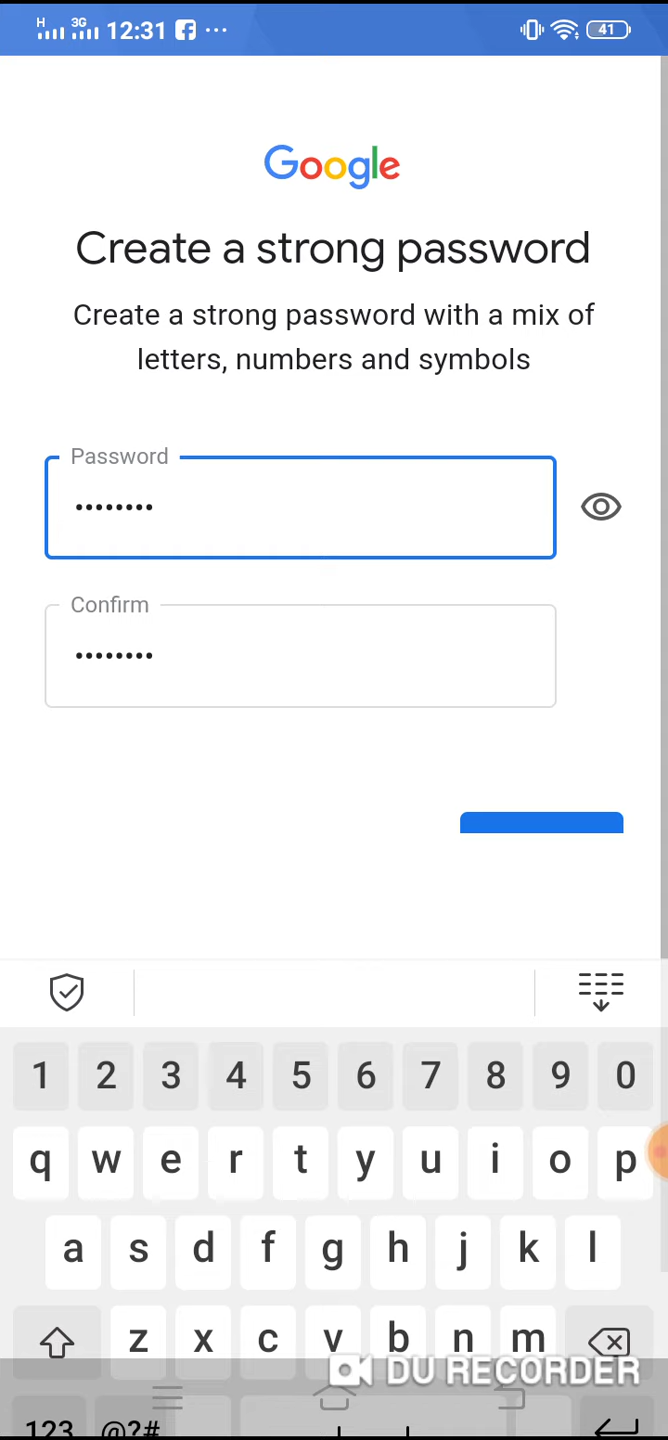 H 3G 12:31 ... 41
Google
Create a strong password
Create a strong password with a mix of
letters, numbers and symbols
Password
••••••••
Confirm
••••••••
1 2 3 4 5 6 7 8 9 0
q w e r t y u i o p
a s d f g h j k l
z x c v b n m
DU RECORDER
123 @?#